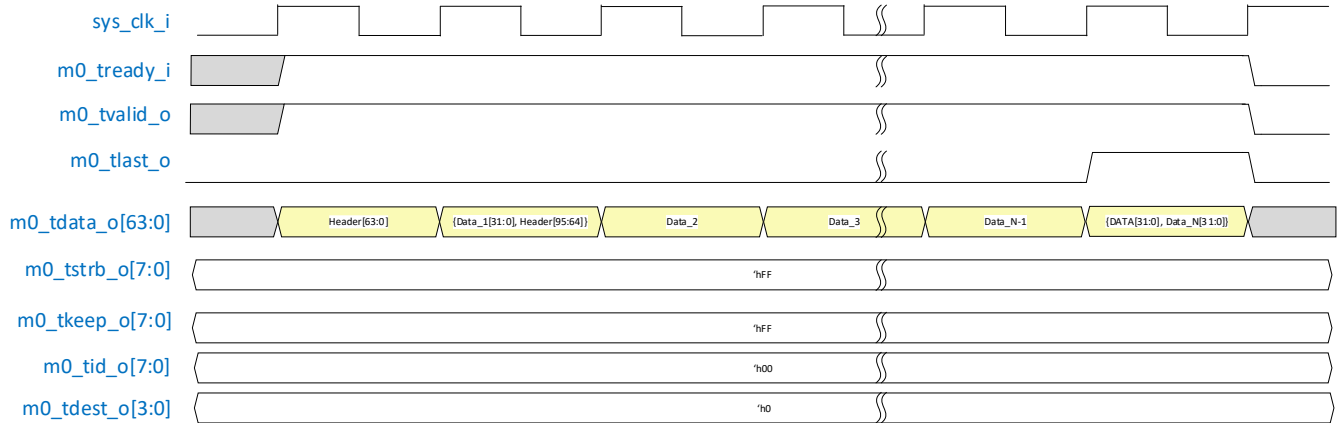 sys_clk_i
m0_tready_i
m0_tvalid_o
m0_tlast_o
m0_tdata_o[63:0] Header[63:0] {Data_1[31:0], Header[95:64]} Data_2 Data_3 Data_N-1 {DATA[31:0], Data_N[31:0]}
m0_tstrb_o[7:0] 'hFF
m0_tkeep_o[7:0] 'hFF
m0_tid_o[7:0] 'h00
m0_tdest_o[3:0] 'h0